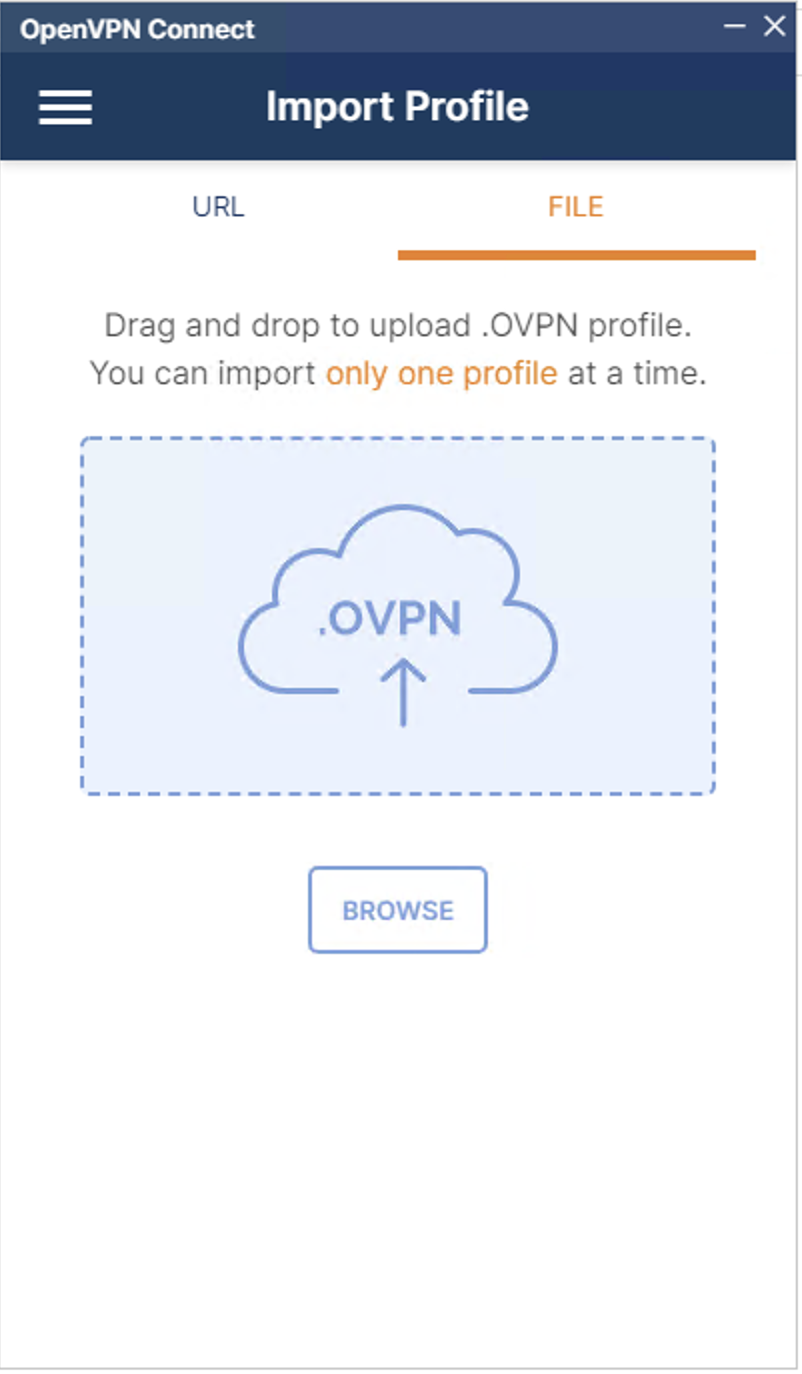 OpenVPN Connect
Import Profile
URL
FILE
Drag and drop to upload .OVPN profile.
You can import only one profile at a time.
.OVPN
BROWSE